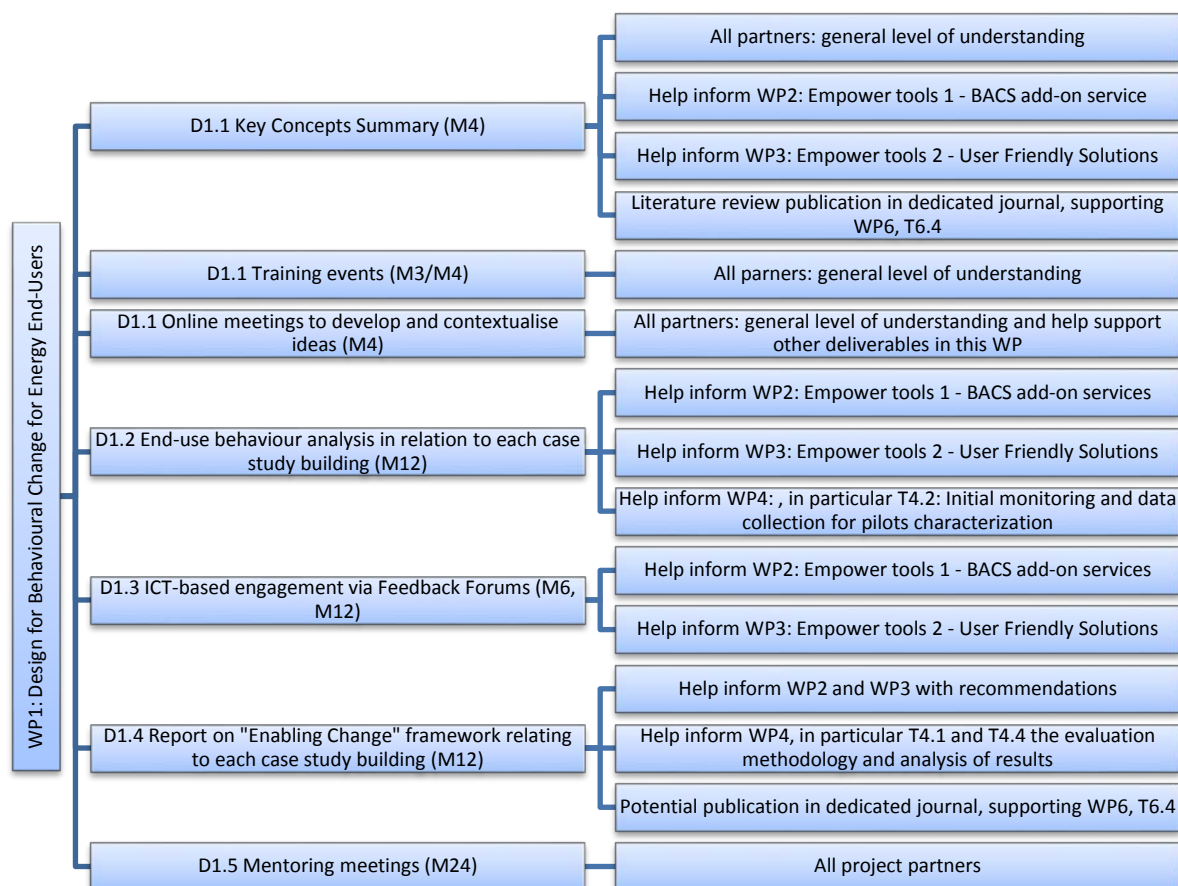 WP1: Design for Behavioural Change for Energy End-Users
D1.1 Key Concepts Summary (M4)
All partners: general level of understanding
Help inform WP2: Empower tools 1 - BACS add-on service
Help inform WP3: Empower tools 2 - User Friendly Solutions
Literature review publication in dedicated journal, supporting
WP6, T6.4
D1.1 Training events (M3/M4)
All parners: general level of understanding
D1.1 Online meetings to develop and contextualise
ideas (M4)
All partners: general level of understanding and help support
other deliverables in this WP
D1.2 End-use behaviour analysis in relation to each case
study building (M12)
Help inform WP2: Empower tools 1 - BACS add-on services
Help inform WP3: Empower tools 2 - User Friendly Solutions
Help inform WP4: , in particular T4.2: Initial monitoring and data
collection for pilots characterization
D1.3 ICT-based engagement via Feedback Forums (M6,
M12)
Help inform WP2: Empower tools 1 - BACS add-on services
Help inform WP3: Empower tools 2 - User Friendly Solutions
D1.4 Report on "Enabling Change" framework relating
to each case study building (M12)
Help inform WP2 and WP3 with recommendations
Help inform WP4, in particular T4.1 and T4.4 the evaluation
methodology and analysis of results
Potential publication in dedicated journal, supporting WP6, T6.4
D1.5 Mentoring meetings (M24)
All project partners